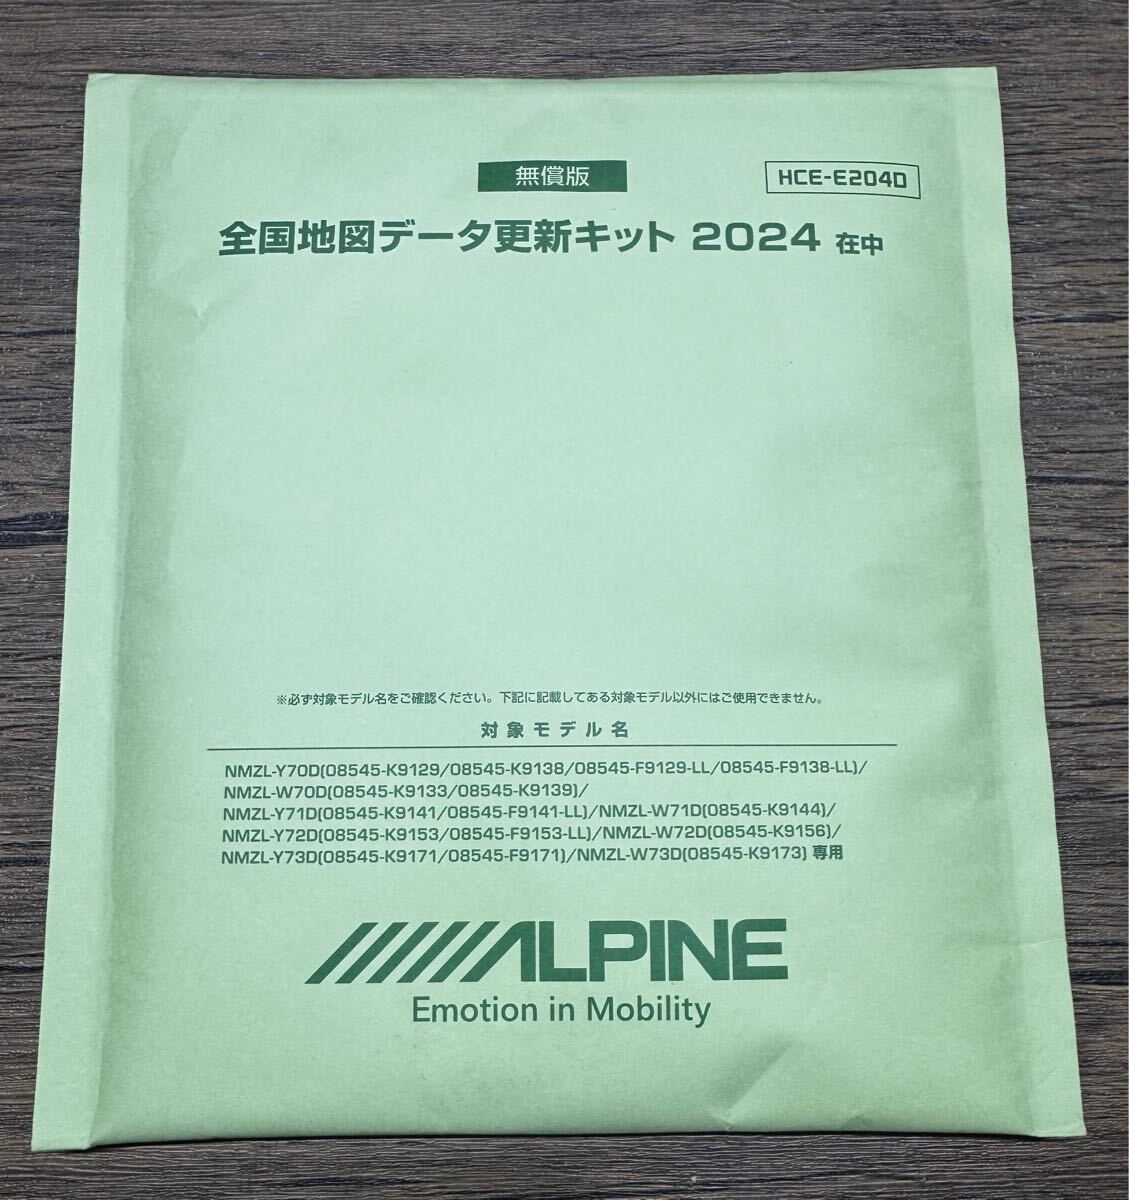 無償版
HCE-E204D
全国地図データ更新キット 2024 在中
※必ず対象モデル名をご確認ください。下記に記載してある対象モデル以外にはご使用できません。
対象モデル名
NMZL-Y70D(08545-K9129/08545-K9138/08545-F9129-LL/08545-F9138-LL)/
NMZL-W70D(08545-K9133/08545-K9139)/
NMZL-Y71D(08545-K9141/08545-F9141-LL)/NMZL-W71D(08545-K9144)/
NMZL-Y72D(08545-K9153/08545-F9153-LL)/NMZL-W72D(08545-K9156)/
NMZL-Y73D(08545-K9171/08545-F9171)/NMZL-W73D(08545-K9173) 専用
ALPINE
Emotion in Mobility